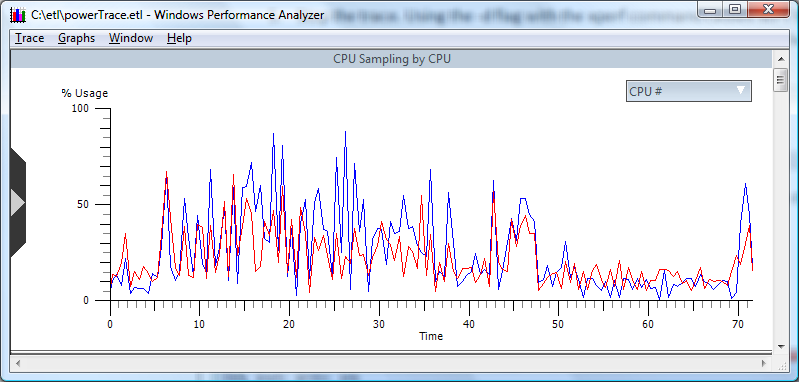 C:\etl\powerTrace.etl - Windows Performance Analyzer
Trace Graphs Window Help
CPU Sampling by CPU
CPU #
% Usage
100
50
0
0 10 20 30 40 50 60 70
Time